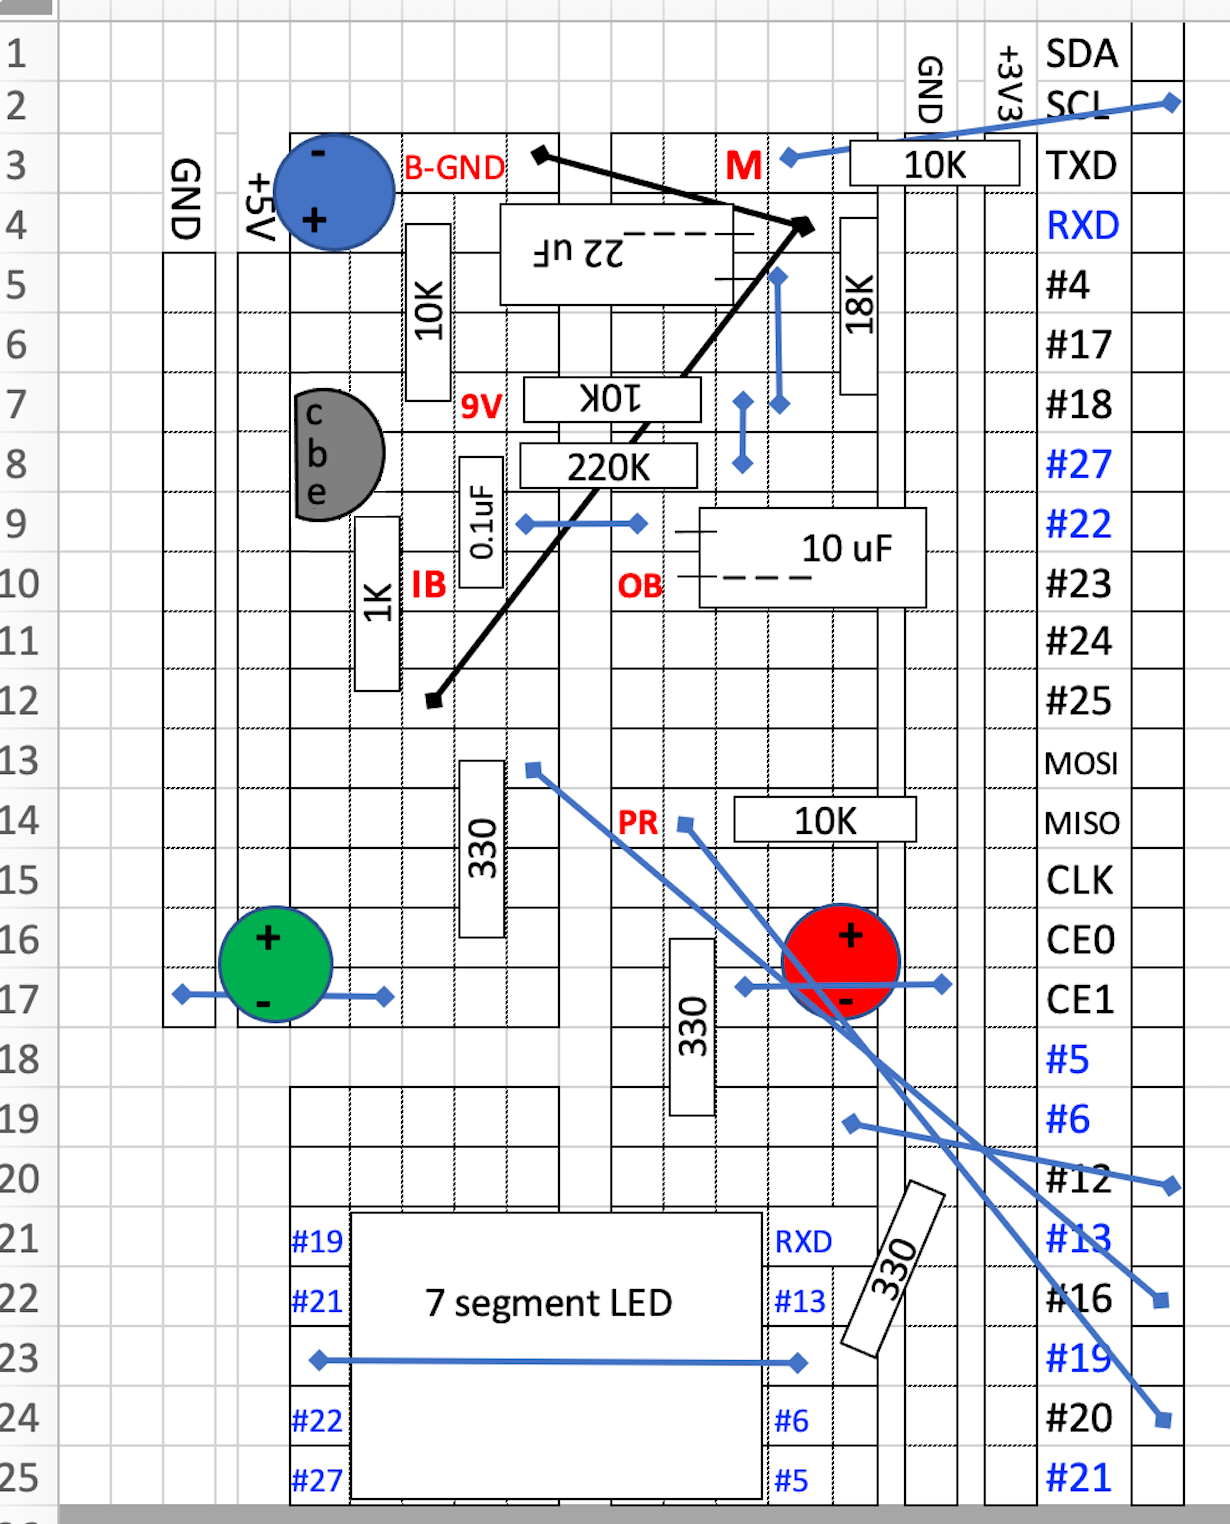 1 SDA
2 GND +3V3 SCL
3 - B-GND M 10K TXD
4 GND +5V + 22 uF RXD
5 10K 18K #4
6 #17
7 c 9V 10K #18
8 b 220K #27
e
9 0.1uF #22
10 uF
10 1K IB OB #23
11 #24
12 #25
13 MOSI
14 330 PR 10K MISO
15 CLK
16 + + CE0
17 - 330 - CE1
18 #5
19 #6
20 #12
21 #19 RXD 330 #13
22 #21 7 segment LED #13 #16
23 #19
24 #22 #6 #20
25 #27 #5 #21